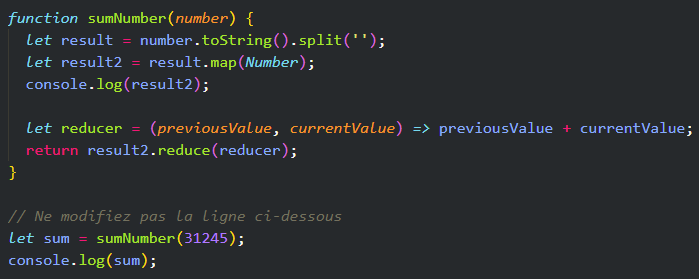 function sumNumber(number) {
let result = number.toString().split('');
let result2 = result.map(Number);
console.log(result2);
let reducer = (previousValue, currentValue) => previousValue + currentValue;
return result2.reduce(reducer);
}
// Ne modifiez pas la ligne ci-dessous
let sum = sumNumber(31245);
console.log(sum);